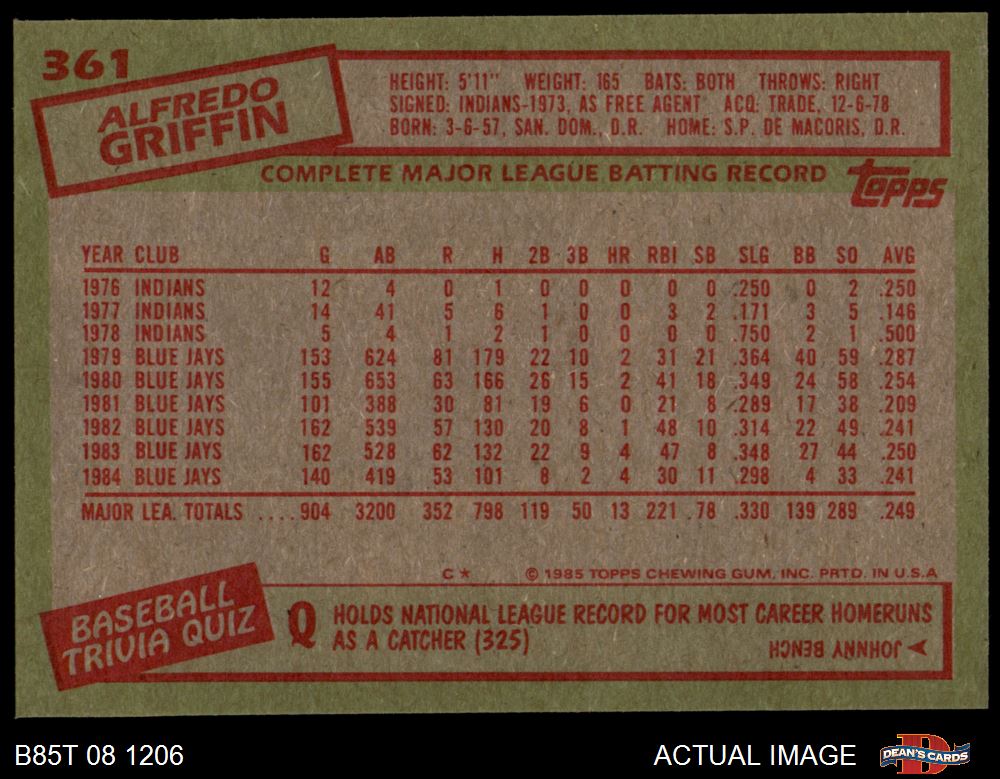 361
ALFREDO
GRIFFIN
HEIGHT: 5'11" WEIGHT: 165 BATS: BOTH THROWS: RIGHT
SIGNED: INDIANS-1973, AS FREE AGENT ACQ: TRADE, 12-6-78
BORN: 3-6-57, SAN. DOM., D.R. HOME: S.P. DE MACORIS, D.R.
COMPLETE MAJOR LEAGUE BATTING RECORD
topps
YEAR CLUB G AB R H 2B 3B HR RBI SB SLG BB SO AVG
1976 INDIANS 12 4 0 1 0 0 0 0 0 .250 0 2 .250
1977 INDIANS 14 41 5 6 1 0 0 3 2 .171 3 5 .146
1978 INDIANS 5 4 1 2 1 0 0 0 0 .750 2 1 .500
1979 BLUE JAYS 153 624 81 179 22 10 2 31 21 .364 40 59 .287
1980 BLUE JAYS 155 653 63 166 26 15 2 41 18 .349 24 58 .254
1981 BLUE JAYS 101 388 30 81 19 6 0 21 8 .289 17 38 .209
1982 BLUE JAYS 162 539 57 130 20 8 1 48 10 .314 22 49 .241
1983 BLUE JAYS 162 528 62 132 22 9 4 47 8 .348 27 44 .250
1984 BLUE JAYS 140 419 53 101 8 2 4 30 11 .298 4 33 .241
MAJOR LEA. TOTALS ....904 3200 352 798 119 50 13 221 78 .330 139 289 .249
C* © 1985 TOPPS CHEWING GUM, INC. PRTD. IN U.S.A
BASEBALL
TRIVIA QUIZ
Q HOLDS NATIONAL LEAGUE RECORD FOR MOST CAREER HOMERUNS
AS A CATCHER (325)
JOHNNY BENCH
B85T 08 1206 ACTUAL IMAGE DEAN'S CARDS